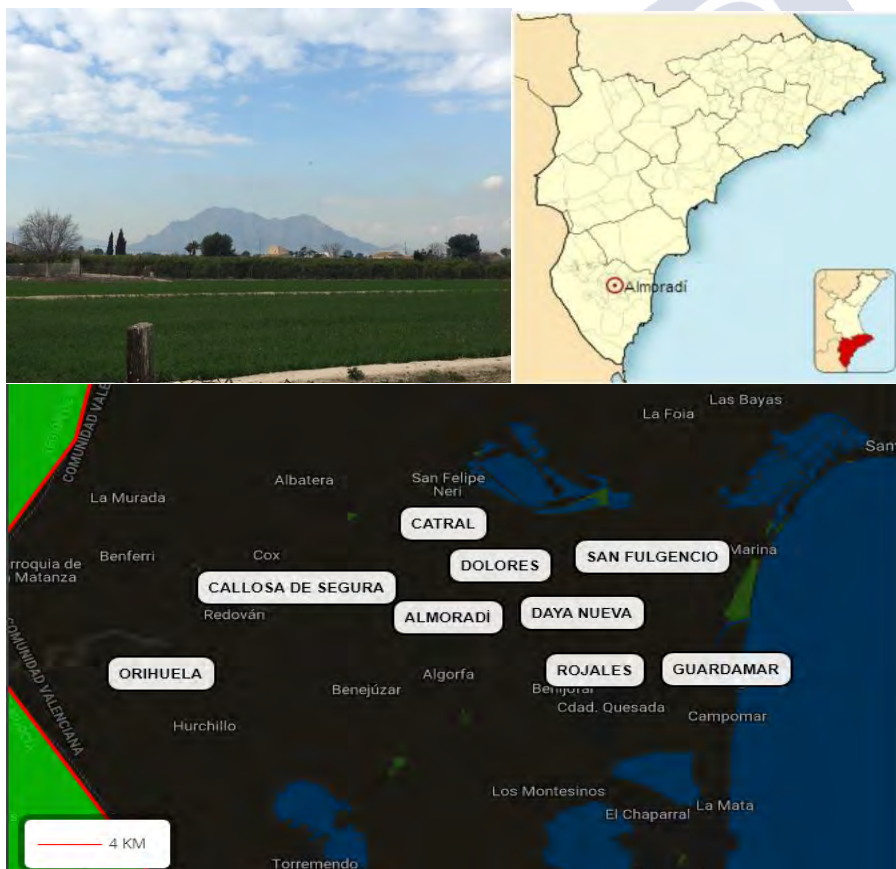 Almoradí
Las Bayas
La Foia
COMUNIDAD VALE
Albatera
San Felipe
Neri
La Murada
CATRAL
Benferri
Cox
DOLORES
SAN FULGENCIO
Marina
rroquia de
Matanza
CALLOSA DE SEGURA
Redován
ALMORADÍ
DAYA NUEVA
COMUNIDAD VALENCIANA
ORIHUELA
Benejúzar
Algorfa
ROJALES
GUARDAMAR
Cdad. Quesada
Campomar
Hurchillo
Los Montesinos
El Chaparral
La Mata
4 KM
Torremendo